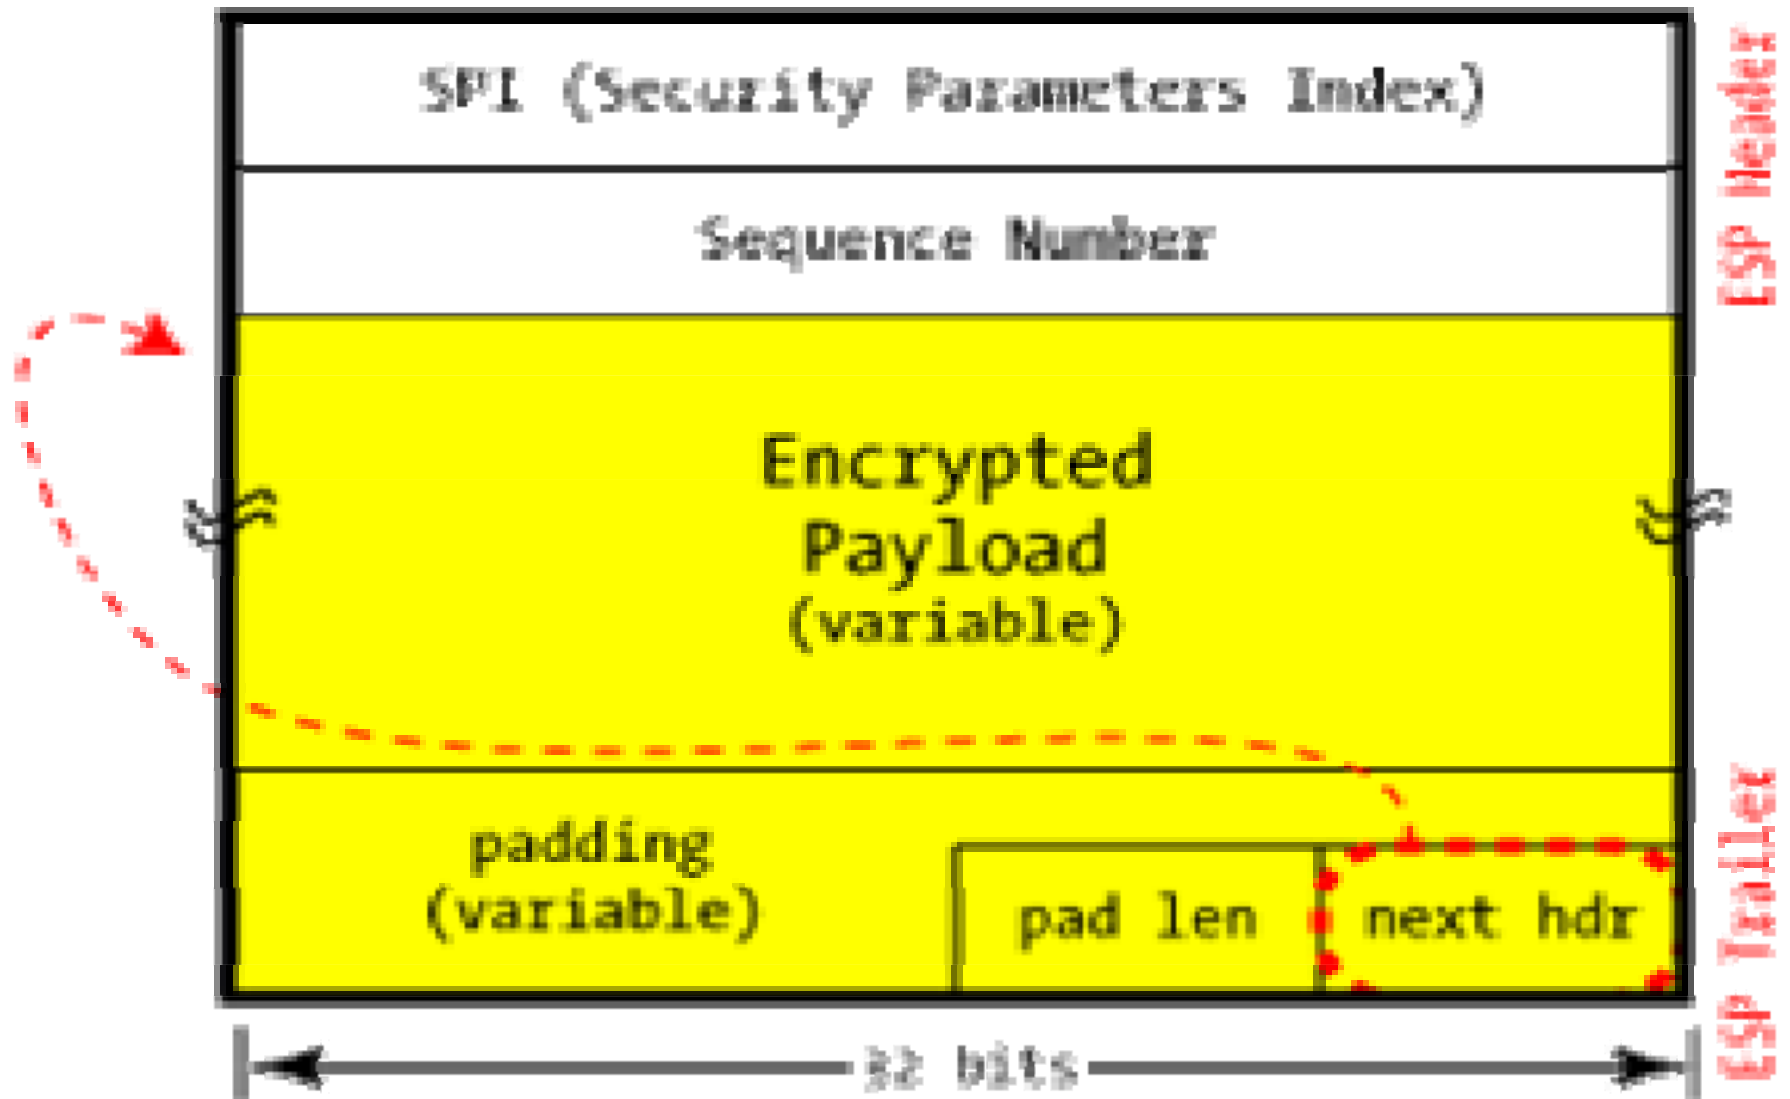 SPI (Security Parameters Index)
Sequence Number
ESP Header
Encrypted
Payload
(variable)
padding
(variable)
pad len
next hdr
ESP Trailer
32 bits